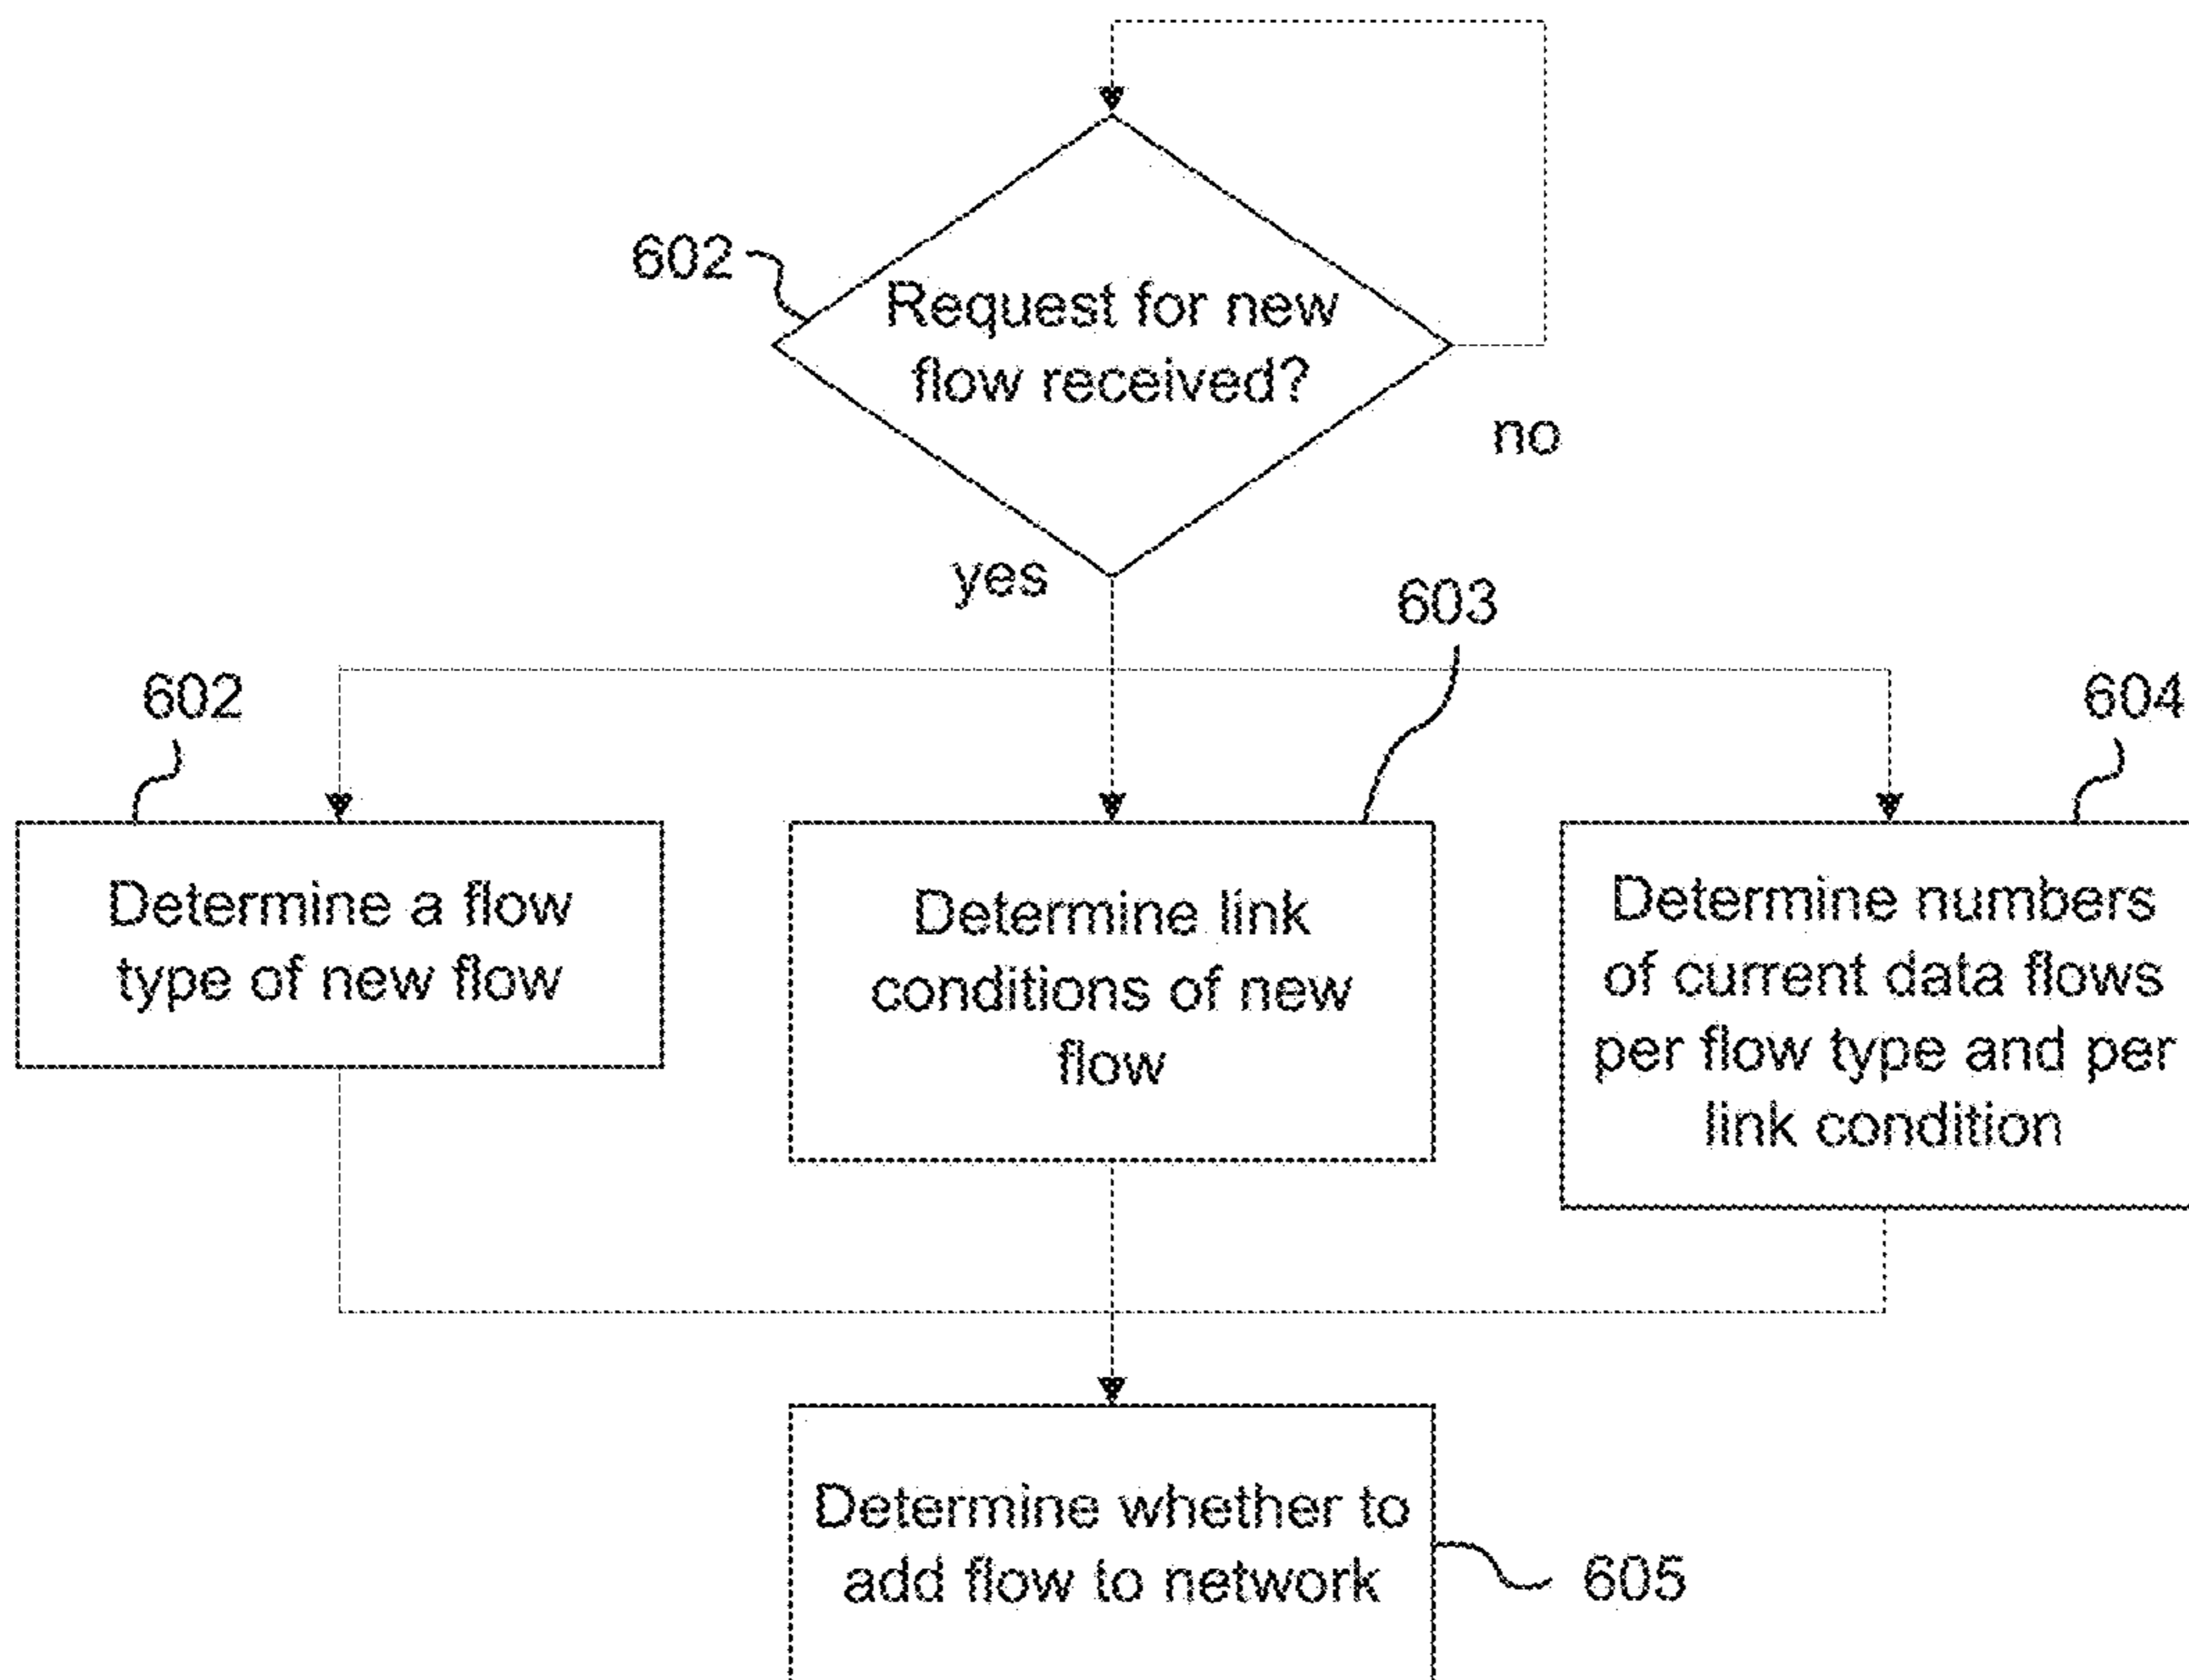 602
Request for new
flow received?
no
yes
603
602
604
Determine a flow
type of new flow
Determine link
conditions of new
flow
Determine numbers
of current data flows
per flow type and per
link condition
Determine whether to
add flow to network
605